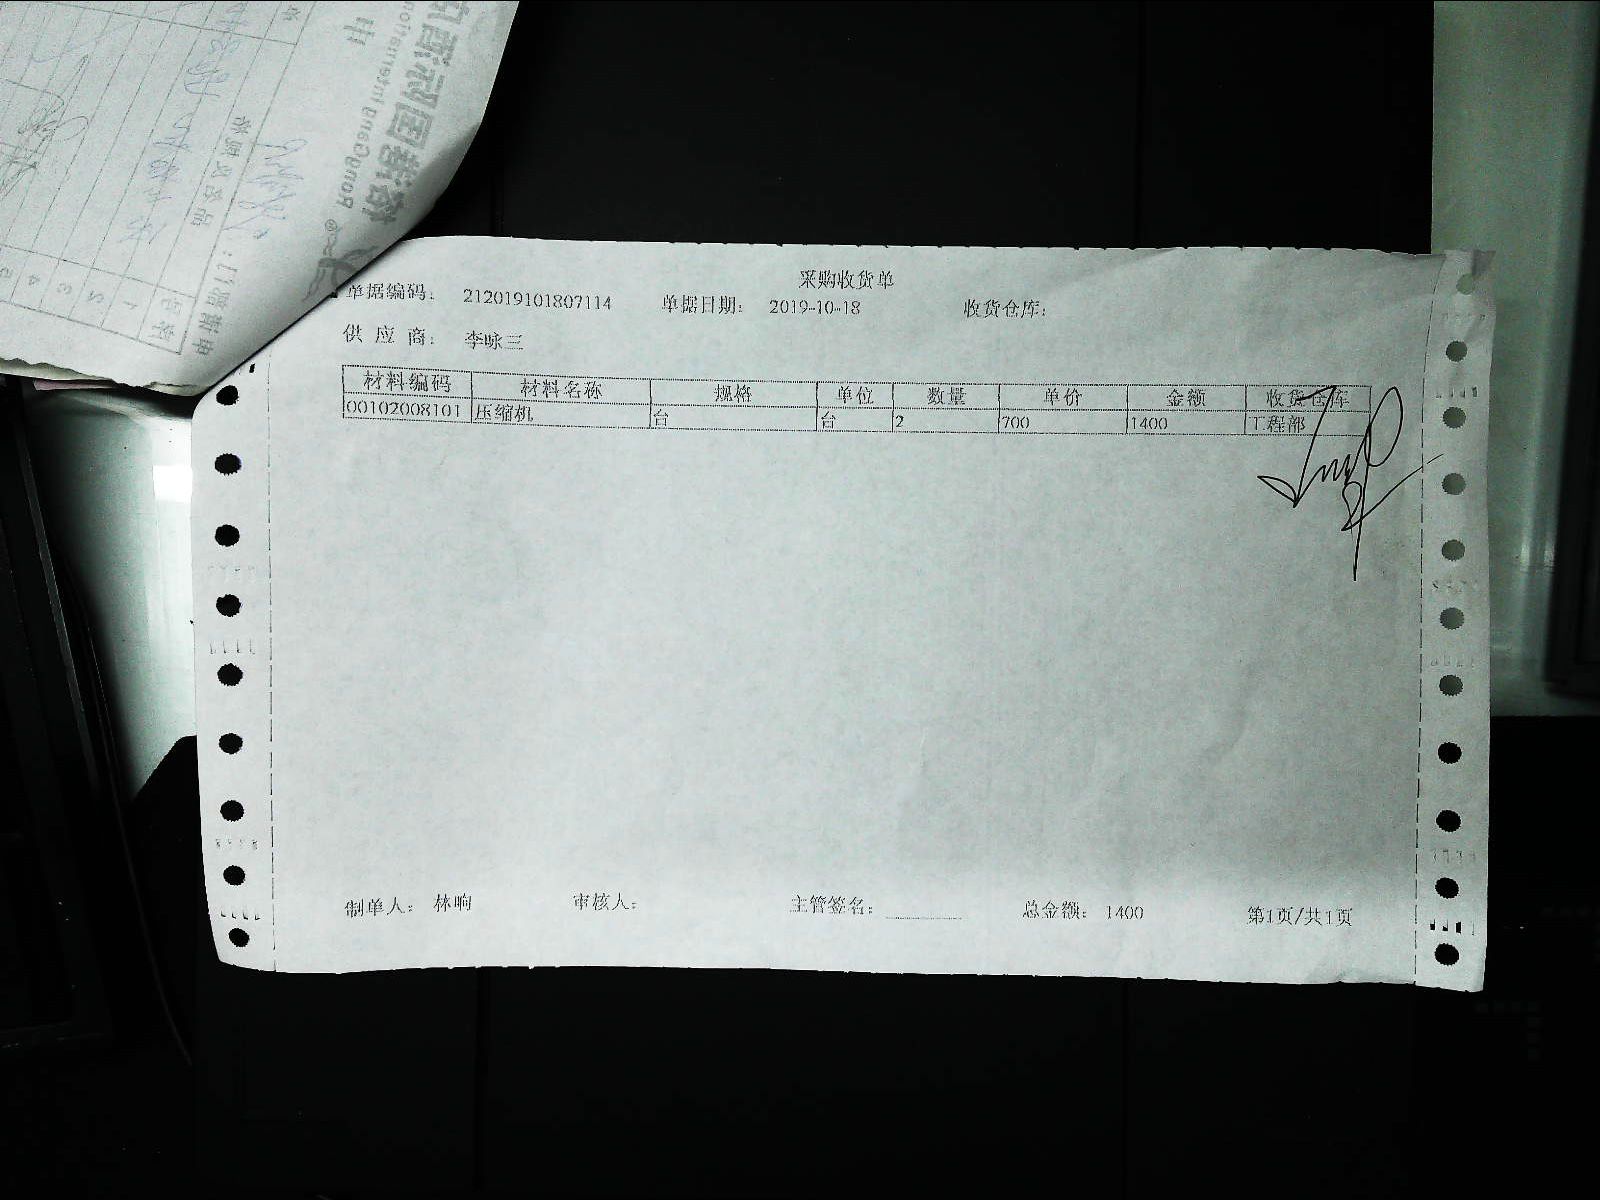 采购收货单
单据编码: 212019101807114 单据日期: 2019-10-18 收货仓库:
供 应 商: 李咏三
材料编码 材料名称 规格 单位 数量 单价 金额 收货仓库
00102008101 压缩机 台 台 2 700 1400 工程部
制单人: 林响 审核人: 主管签名: 总金额: 1400 第1页/共1页
RongGang International